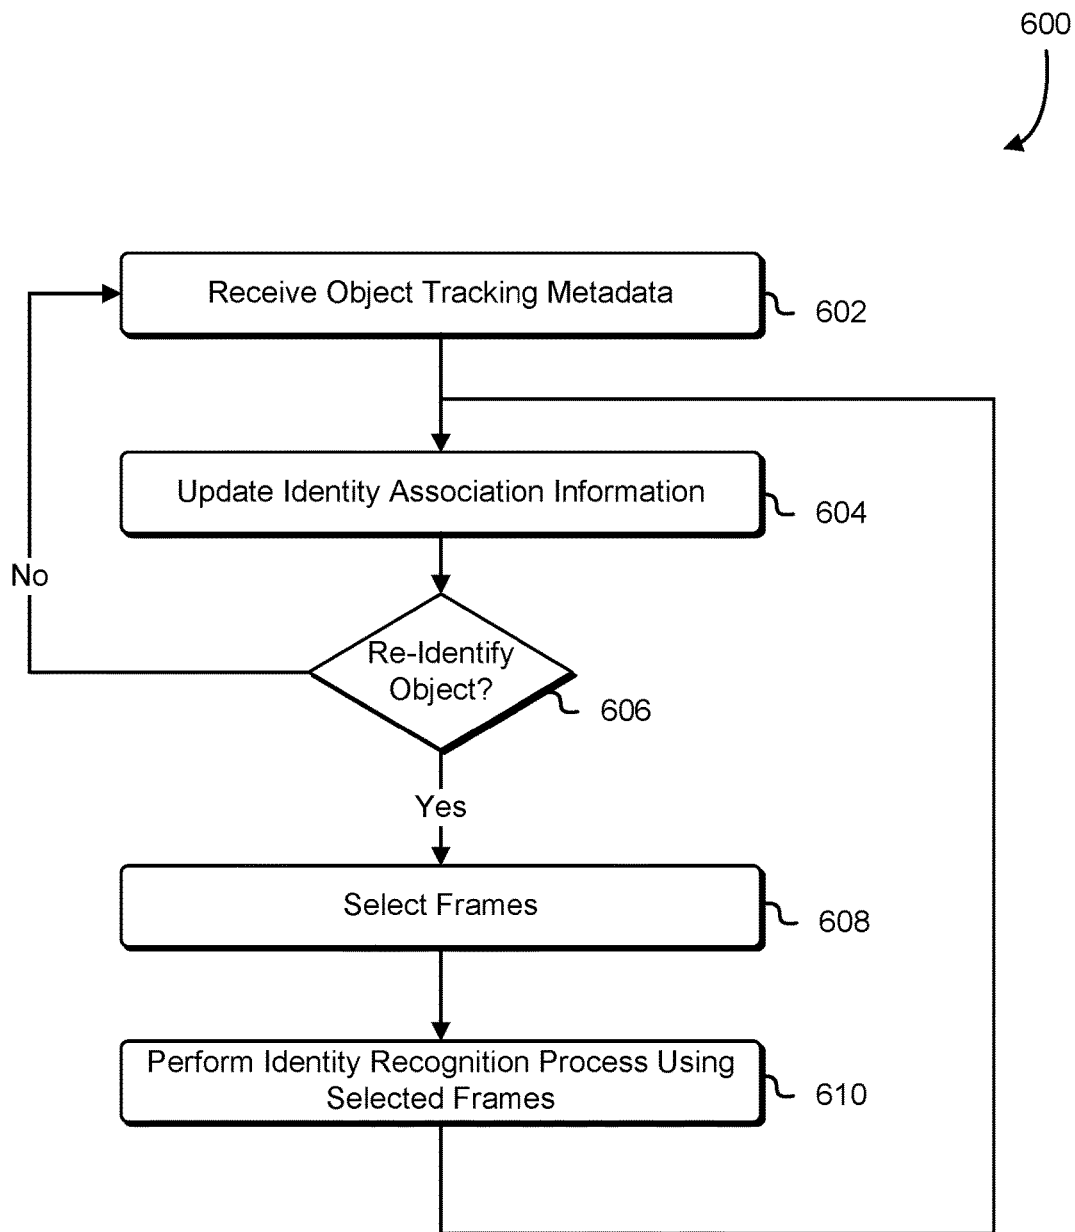 600
Receive Object Tracking Metadata
602
Update Identity Association Information
604
No
Re-Identify
Object?
606
Yes
Select Frames
608
Perform Identity Recognition Process Using
Selected Frames
610